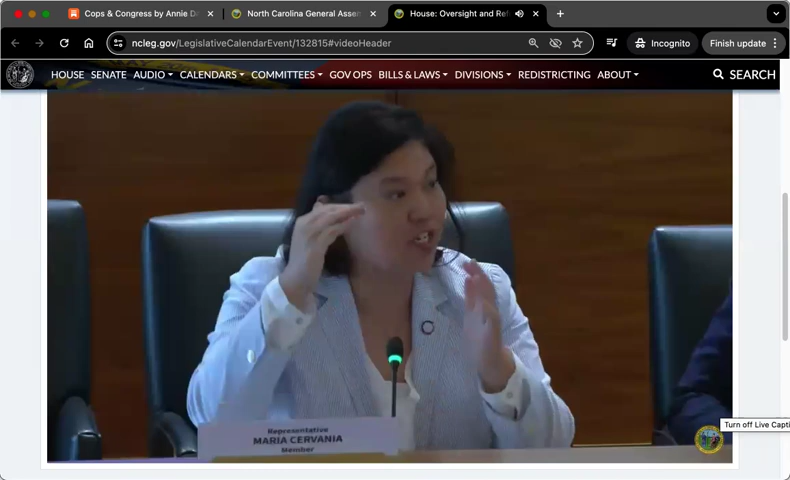 Cops & Congress by Annie D
North Carolina General Asse
House: Oversight and Ref
ncleg.gov/LegislativeCalendarEvent/132815#videoHeader
Incognito
Finish update
HOUSE SENATE AUDIO CALENDARS COMMITTEES GOV OPS BILLS & LAWS DIVISIONS REDISTRICTING ABOUT SEARCH
Representative
MARIA CERVANIA
Member
Turn off Live Capti